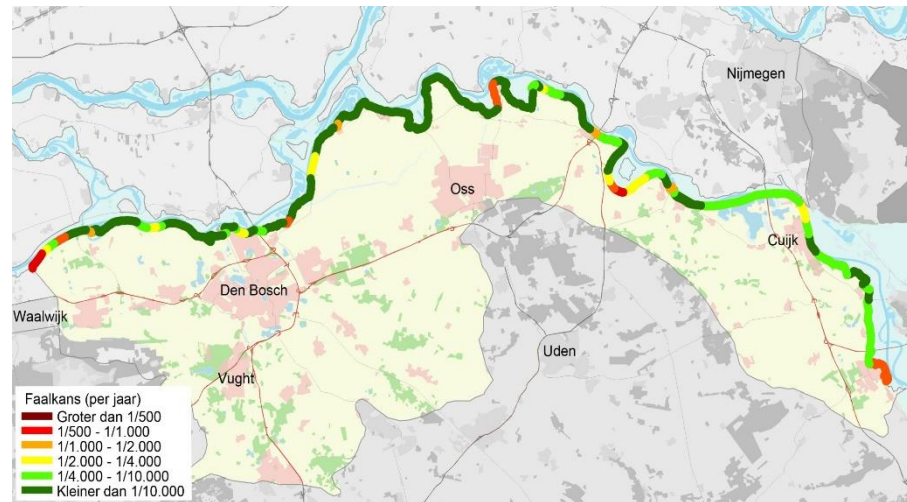 Nijmegen
Oss
Cuijk
Den Bosch
Waalwijk
Uden
Vught
Faalkans (per jaar)
Groter dan 1/500
1/500 - 1/1.000
1/1.000 - 1/2.000
1/2.000 - 1/4.000
1/4.000 - 1/10.000
Kleiner dan 1/10.000